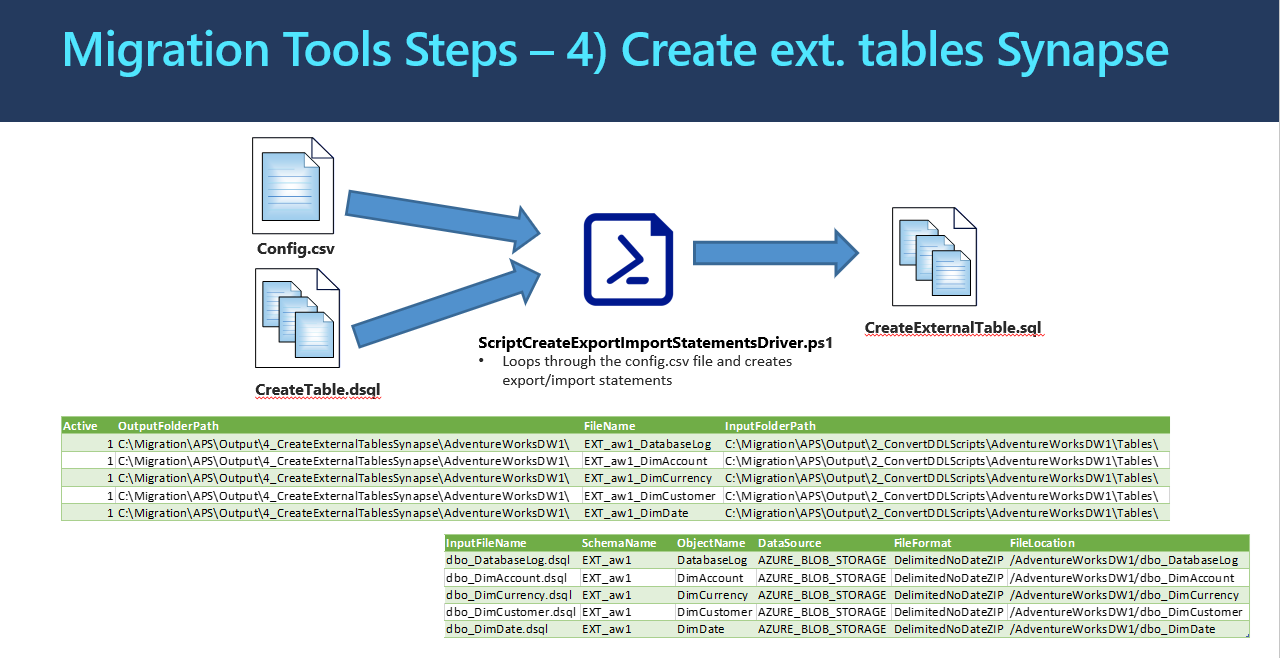 Migration Tools Steps – 4) Create ext. tables Synapse
Config.csv
CreateTable.dsql
ScriptCreateExportImportStatementsDriver.ps1
• Loops through the config.csv file and creates
export/import statements
CreateExternalTable.sql
Active OutputFolderPath FileName InputFolderPath
1 C:\Migration\APS\Output\4_CreateExternalTablesSynapse\AdventureWorksDW1\ EXT_aw1_DatabaseLog C:\Migration\APS\Output\2_ConvertDDLScripts\AdventureWorksDW1\Tables\
1 C:\Migration\APS\Output\4_CreateExternalTablesSynapse\AdventureWorksDW1\ EXT_aw1_DimAccount C:\Migration\APS\Output\2_ConvertDDLScripts\AdventureWorksDW1\Tables\
1 C:\Migration\APS\Output\4_CreateExternalTablesSynapse\AdventureWorksDW1\ EXT_aw1_DimCurrency C:\Migration\APS\Output\2_ConvertDDLScripts\AdventureWorksDW1\Tables\
1 C:\Migration\APS\Output\4_CreateExternalTablesSynapse\AdventureWorksDW1\ EXT_aw1_DimCustomer C:\Migration\APS\Output\2_ConvertDDLScripts\AdventureWorksDW1\Tables\
1 C:\Migration\APS\Output\4_CreateExternalTablesSynapse\AdventureWorksDW1\ EXT_aw1_DimDate C:\Migration\APS\Output\2_ConvertDDLScripts\AdventureWorksDW1\Tables\
InputFileName SchemaName ObjectName DataSource FileFormat FileLocation
dbo_DatabaseLog.dsql EXT_aw1 DatabaseLog AZURE_BLOB_STORAGE DelimitedNoDateZIP /AdventureWorksDW1/dbo_DatabaseLog
dbo_DimAccount.dsql EXT_aw1 DimAccount AZURE_BLOB_STORAGE DelimitedNoDateZIP /AdventureWorksDW1/dbo_DimAccount
dbo_DimCurrency.dsql EXT_aw1 DimCurrency AZURE_BLOB_STORAGE DelimitedNoDateZIP /AdventureWorksDW1/dbo_DimCurrency
dbo_DimCustomer.dsql EXT_aw1 DimCustomer AZURE_BLOB_STORAGE DelimitedNoDateZIP /AdventureWorksDW1/dbo_DimCustomer
dbo_DimDate.dsql EXT_aw1 DimDate AZURE_BLOB_STORAGE DelimitedNoDateZIP /AdventureWorksDW1/dbo_DimDate